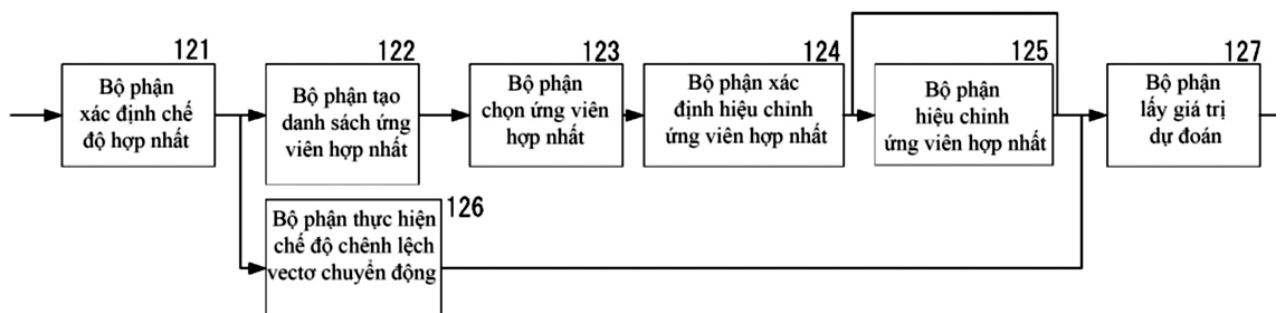 121
Bộ phận
xác định chế
độ hợp nhất
122
Bộ phận tạo
danh sách ứng
viên hợp nhất
123
Bộ phận
chọn ứng viên
hợp nhất
124
Bộ phận xác
định hiệu chỉnh
ứng viên hợp nhất
125
Bộ phận
hiệu chỉnh
ứng viên hợp nhất
127
Bộ phận
lấy giá trị
dự đoán
126
Bộ phận thực hiện
chế độ chênh lệch
vectơ chuyển động